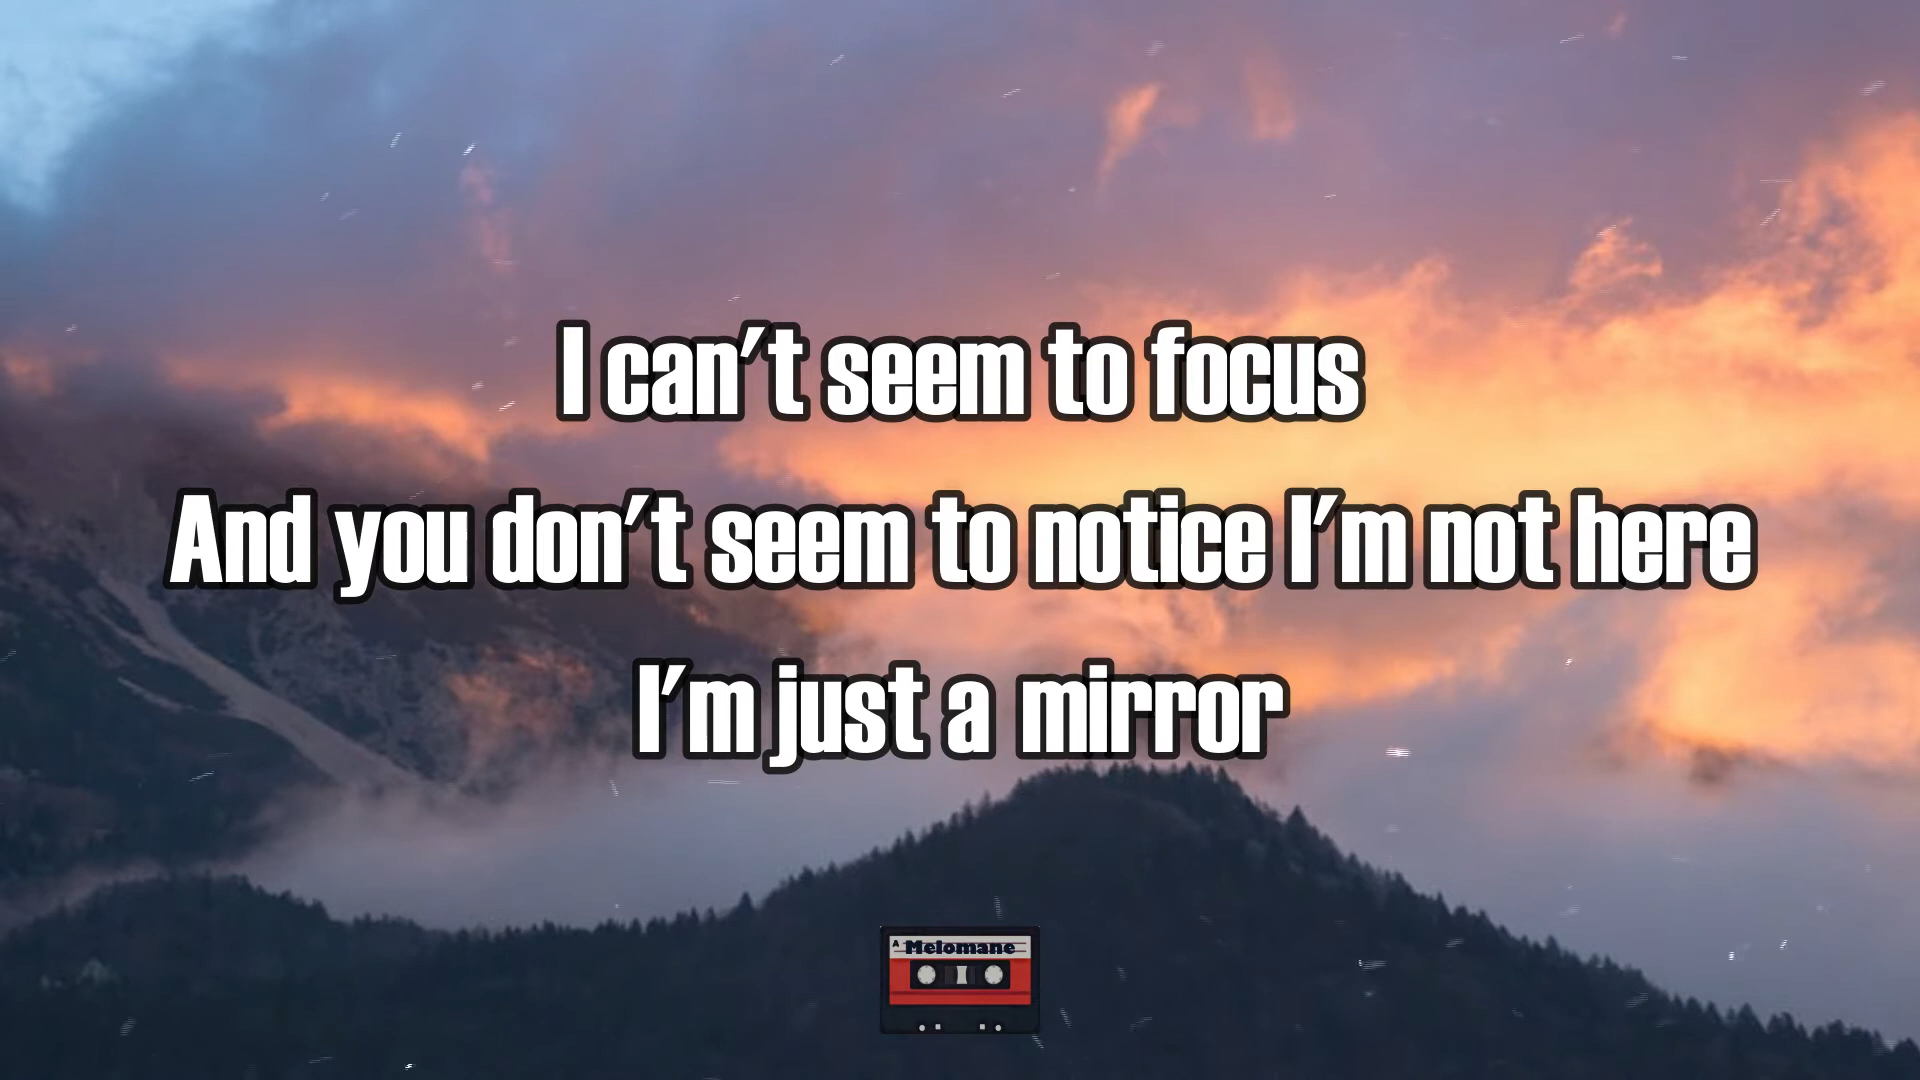 I can't seem to focus
And you don't seem to notice I'm not here
I'm just a mirror
A Melomane